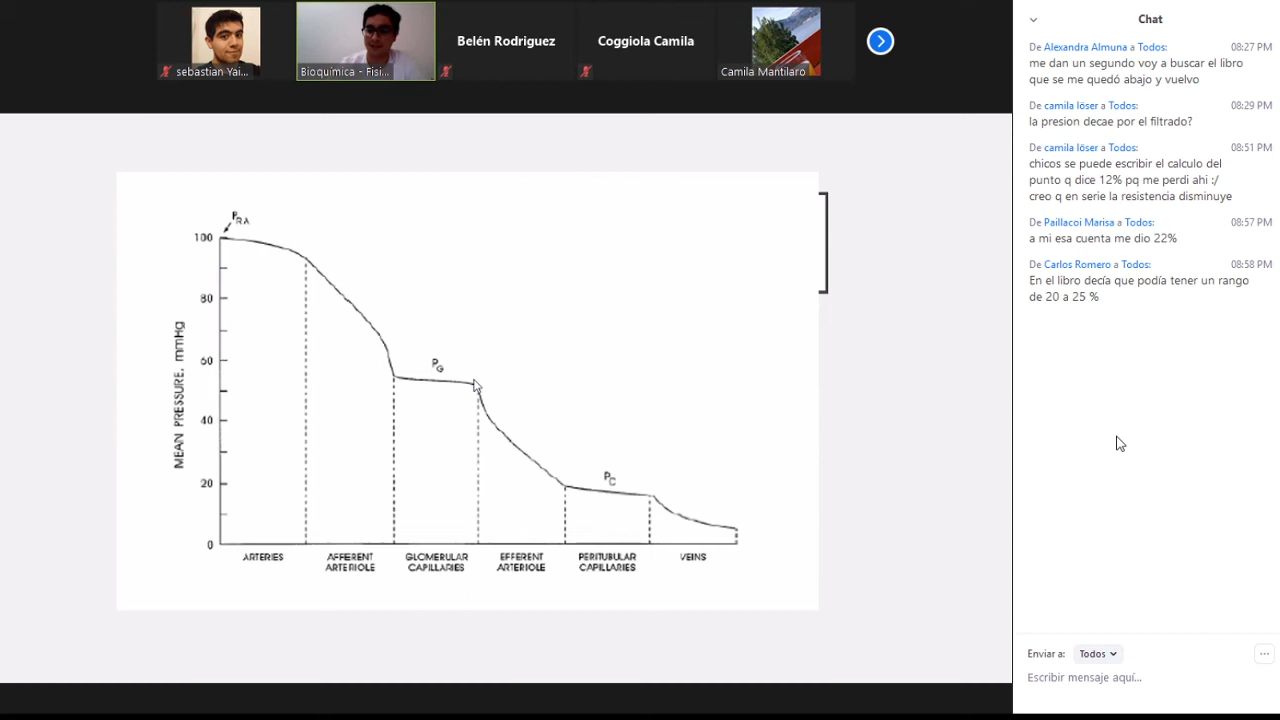 sebastian Yai...
Bioquímica - Fisi...
Belén Rodriguez
Coggiola Camila
Camila Mantilaro
Chat
De Alexandra Almuna a Todos: 08:27 PM
me dan un segundo voy a buscar el libro
que se me quedó abajo y vuelvo
De camila löser a Todos: 08:29 PM
la presion decae por el filtrado?
De camila löser a Todos: 08:51 PM
chicos se puede escribir el calculo del
punto q dice 12% pq me perdi ahi :/
creo q en serie la resistencia disminuye
De Paillacoi Marisa a Todos: 08:57 PM
a mi esa cuenta me dio 22%
De Carlos Romero a Todos: 08:58 PM
En el libro decía que podía tener un rango
de 20 a 25 %
Enviar a: Todos
Escribir mensaje aquí...
PRA
100
80
60
40
20
0
MEAN PRESSURE, mmHg
PG
PC
ARTERIES
AFFERENT
ARTERIOLE
GLOMERULAR
CAPILLARIES
EFFERENT
ARTERIOLE
PERITUBULAR
CAPILLARIES
VEINS